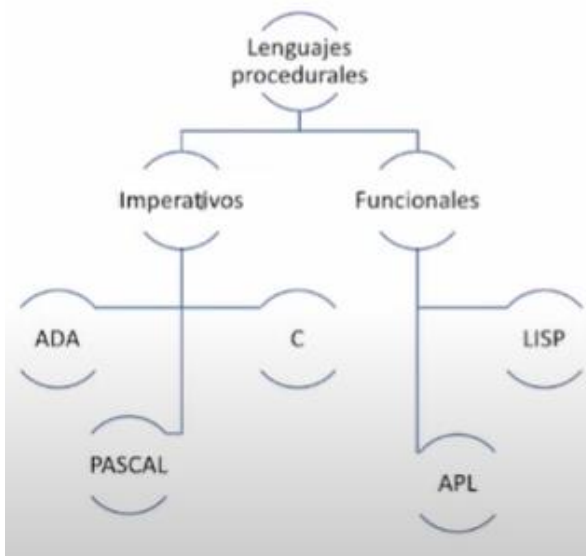 Lenguajes
procedurales
Imperativos
Funcionales
ADA
C
LISP
PASCAL
APL